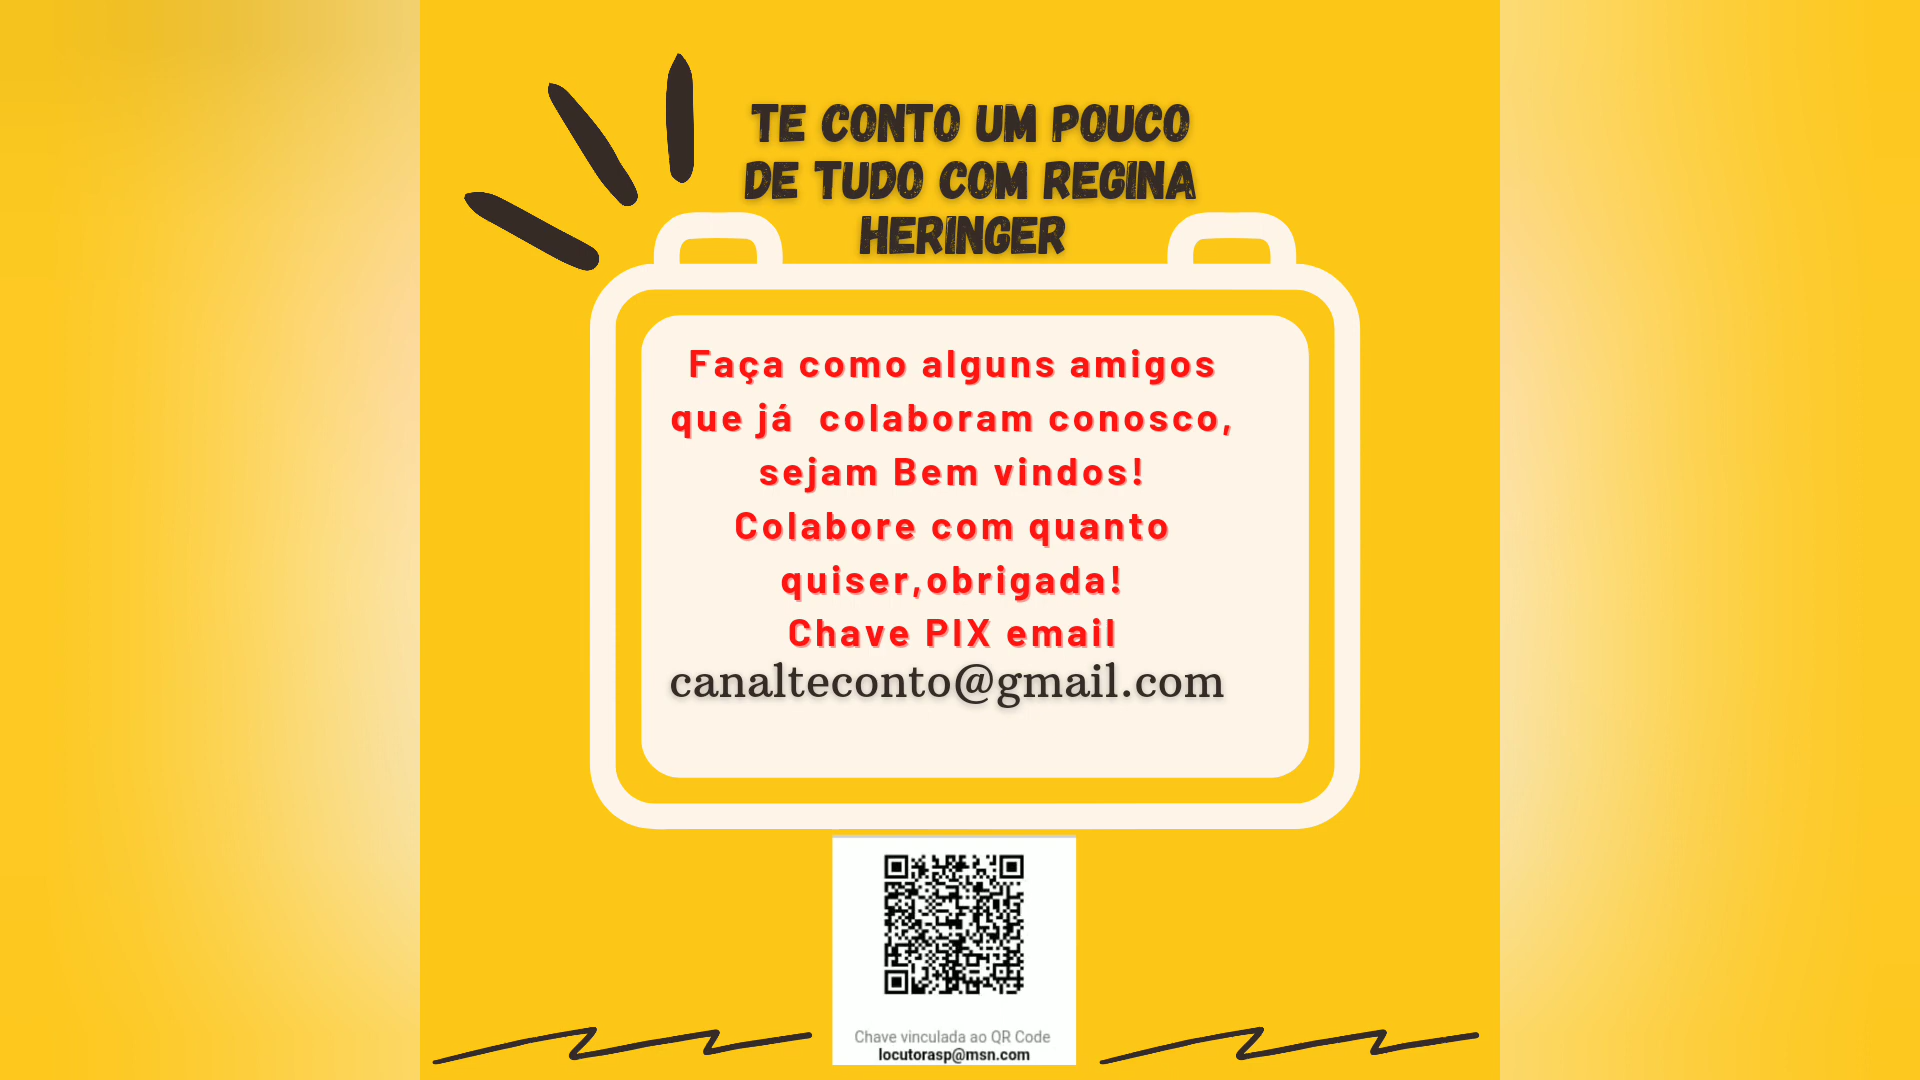 TE CONTO UM POUCO
DE TUDO COM REGINA
HERINGER
Faça como alguns amigos
que já colaboram conosco,
sejam Bem vindos!
Colabore com quanto
quiser,obrigada!
Chave PIX email
canalteconto@gmail.com
Chave vinculada ao QR Code
locutorasp@msn.com